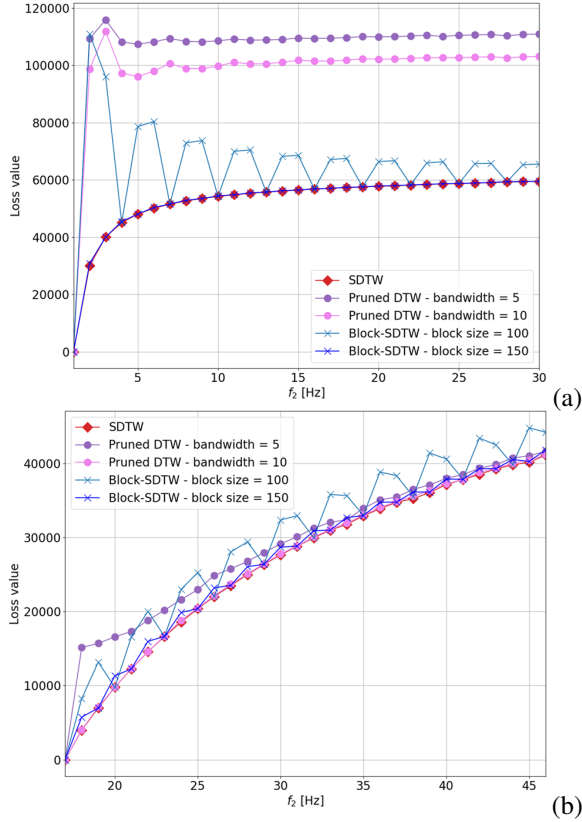 120000
100000
80000
60000
40000
20000
0
Loss value
SDTW
Pruned DTW - bandwidth = 5
Pruned DTW - bandwidth = 10
Block-SDTW - block size = 100
Block-SDTW - block size = 150
5 10 15 20 25 30
f₂ [Hz]
(a)
SDTW
Pruned DTW - bandwidth = 5
Pruned DTW - bandwidth = 10
Block-SDTW - block size = 100
Block-SDTW - block size = 150
40000
30000
20000
10000
0
Loss value
20 25 30 35 40 45
f₂ [Hz]
(b)